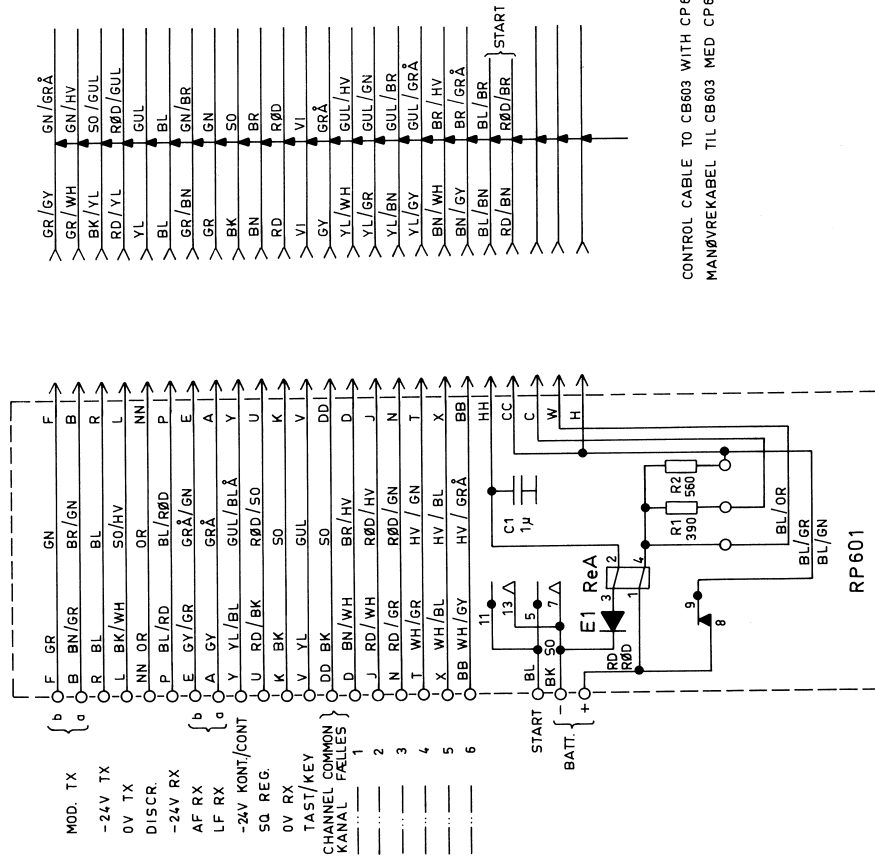 GR/GY GN/GRÅ
GR/WH GN/HV
BK/YL SO/GUL
RD/YL RØD/GUL
YL GUL
BL BL
GR/BN GN/BR
GR GN
BK SO
BN BR
RD RØD
VI VI
GY GRÅ
YL/WH GUL/HV
YL/GR GUL/GN
YL/BN GUL/BR
YL/GY GUL/GRÅ
BN/WH BR/HV
BN/GY BR/GRÅ
BL/BN BL/BR
RD/BN RØD/BR
START
CONTROL CABLE TO CB603 WITH CP6
MANØVREKABEL TIL CB603 MED CP6
MOD. TX
b
a
-24V TX
0V TX
DISCR.
-24V RX
AF RX
LF RX
b
a
-24V KONT./CONT
SQ REG.
0V RX
TAST/KEY
CHANNEL COMMON
KANAL FÆLLES
1
2
3
4
5
6
START
BATT.
-
+
F GR GN F
B BN/GR BR/GN B
R BL BL R
L BK/WH SO/HV L
NN OR OR NN
P BL/RD BL/RØD P
E GY/GR GRÅ/GN E
A GY GRÅ A
Y YL/BL GUL/BLÅ Y
U RD/BK RØD/SO U
K BK SO K
V YL GUL V
DD BK SO DD
D BN/WH BR/HV D
J RD/WH RØD/HV J
N RD/GR RØD/GN N
T WH/GR HV/GN T
X WH/BL HV/BL X
BB WH/GY HV/GRÅ BB
HH
CC
C
W
H
BL
BK SO
RD
RØD
11
13
5
7
E1
ReA
3 2
1 4
C1
1µ
R1
390
R2
560
BL/OR
9
8
BL/GR
BL/GN
RP601